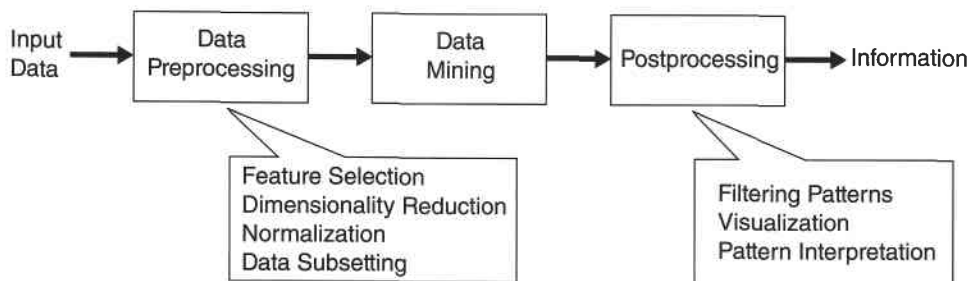 Input
Data
Data
Preprocessing
Data
Mining
Postprocessing
Information
Feature Selection
Dimensionality Reduction
Normalization
Data Subsetting
Filtering Patterns
Visualization
Pattern Interpretation